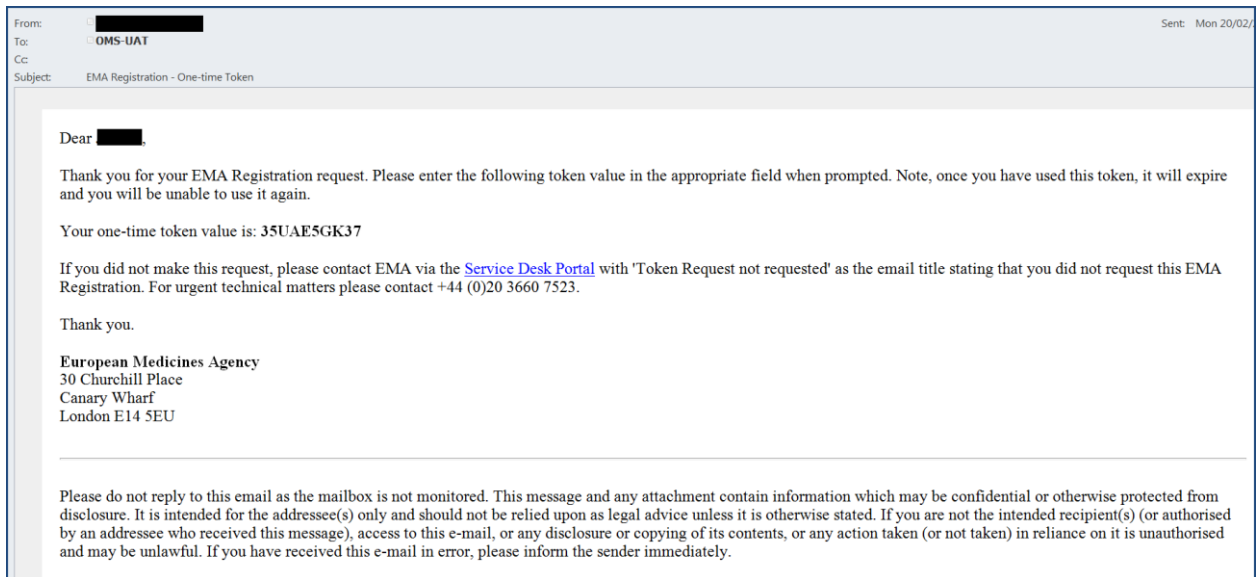 From:
Sent: Mon 20/02/
To: OMS-UAT
Cc:
Subject: EMA Registration - One-time Token
Dear ,
Thank you for your EMA Registration request. Please enter the following token value in the appropriate field when prompted. Note, once you have used this token, it will expire
and you will be unable to use it again.
Your one-time token value is: 35UAE5GK37
If you did not make this request, please contact EMA via the Service Desk Portal with 'Token Request not requested' as the email title stating that you did not request this EMA
Registration. For urgent technical matters please contact +44 (0)20 3660 7523.
Thank you.
European Medicines Agency
30 Churchill Place
Canary Wharf
London E14 5EU
Please do not reply to this email as the mailbox is not monitored. This message and any attachment contain information which may be confidential or otherwise protected from
disclosure. It is intended for the addressee(s) only and should not be relied upon as legal advice unless it is otherwise stated. If you are not the intended recipient(s) (or authorised
by an addressee who received this message), access to this e-mail, or any disclosure or copying of its contents, or any action taken (or not taken) in reliance on it is unauthorised
and may be unlawful. If you have received this e-mail in error, please inform the sender immediately.